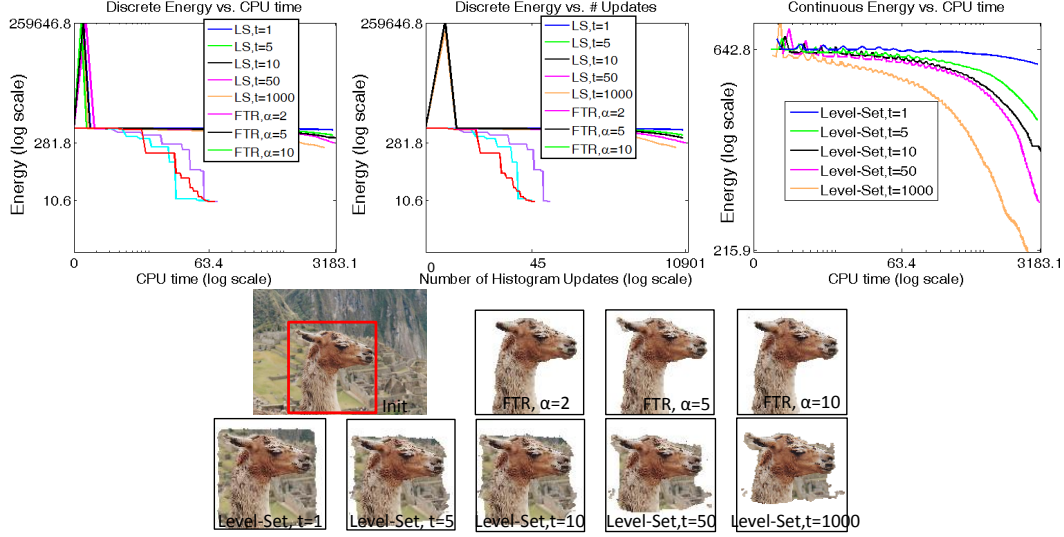 Discrete Energy vs. CPU time
259646.8
281.8
10.6
Energy (log scale)
LS,t=1
LS,t=5
LS,t=10
LS,t=50
LS,t=1000
FTR,α=2
FTR,α=5
FTR,α=10
0
63.4
3183.1
CPU time (log scale)
Discrete Energy vs. # Updates
259646.8
281.8
10.6
Energy (log scale)
LS,t=1
LS,t=5
LS,t=10
LS,t=50
LS,t=1000
FTR,α=2
FTR,α=5
FTR,α=10
0
45
10901
Number of Histogram Updates (log scale)
Continuous Energy vs. CPU time
642.8
215.9
Energy (log scale)
Level-Set,t=1
Level-Set,t=5
Level-Set,t=10
Level-Set,t=50
Level-Set,t=1000
0
63.4
3183.1
CPU time (log scale)
Init
FTR, α=2
FTR, α=5
FTR, α=10
Level-Set, t=1
Level-Set, t=5
Level-Set,t=10
Level-Set,t=50
Level-Set,t=1000